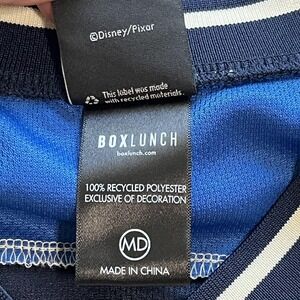 ©Disney/Pixar
This label was made
with recycled materials.
BOXLUNCH
boxlunch.com
100% RECYCLED POLYESTER
EXCLUSIVE OF DECORATION
MD
MADE IN CHINA